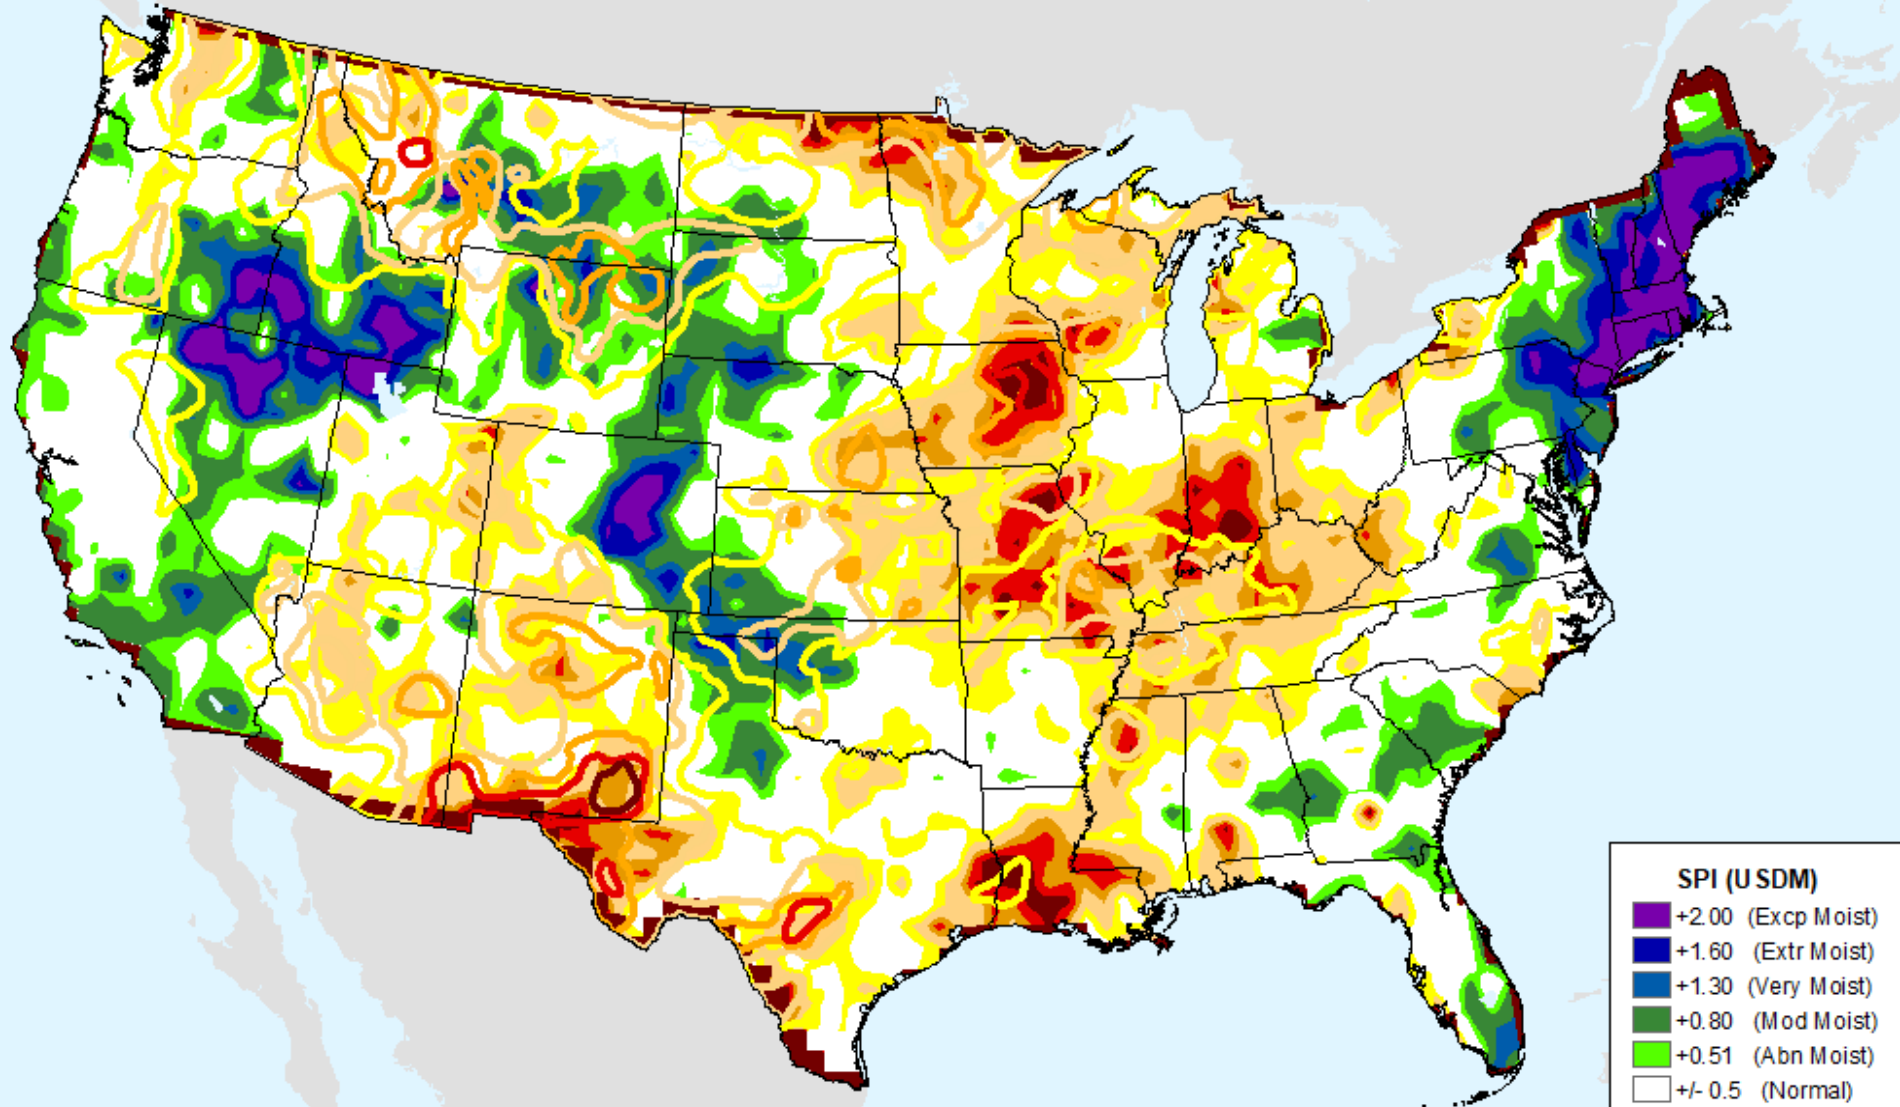 SPI (USDM)
+2.00 (Excp Moist)
+1.60 (Extr Moist)
+1.30 (Very Moist)
+0.80 (Mod Moist)
+0.51 (Abn Moist)
+/- 0.5 (Normal)